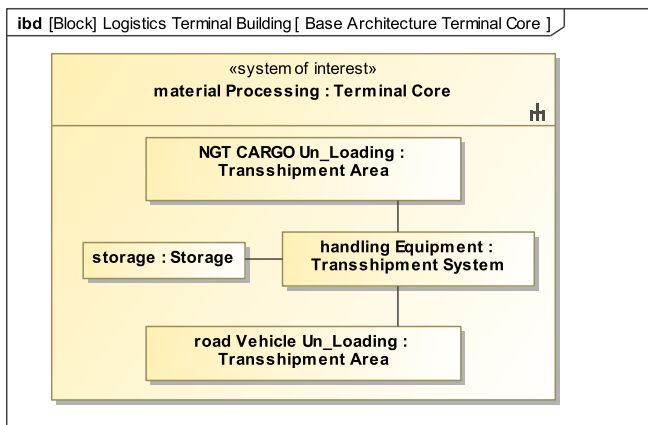 ibd [Block] Logistics Terminal Building [ Base Architecture Terminal Core ]
«system of interest»
material Processing : Terminal Core
NGT CARGO Un_Loading :
Transshipment Area
handling Equipment :
Transshipment System
storage : Storage
road Vehicle Un_Loading :
Transshipment Area